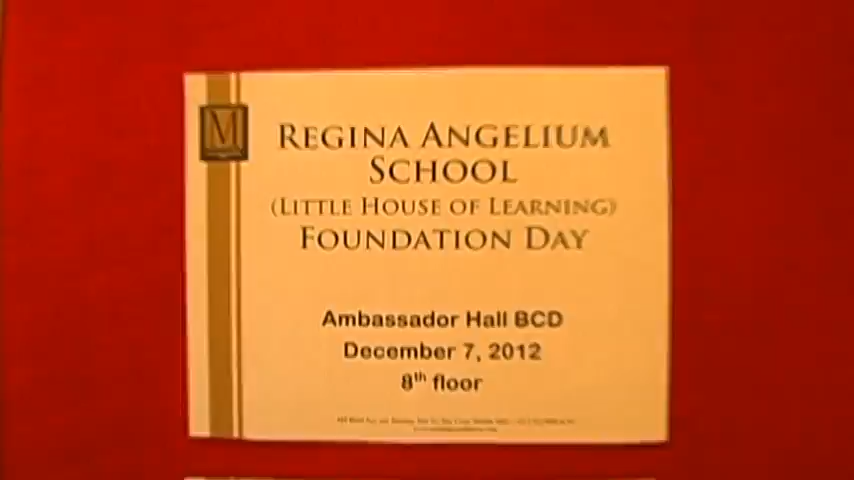 M
REGINA ANGELIUM
SCHOOL
(LITTLE HOUSE OF LEARNING)
FOUNDATION DAY
Ambassador Hall BCD
December 7, 2012
8th floor